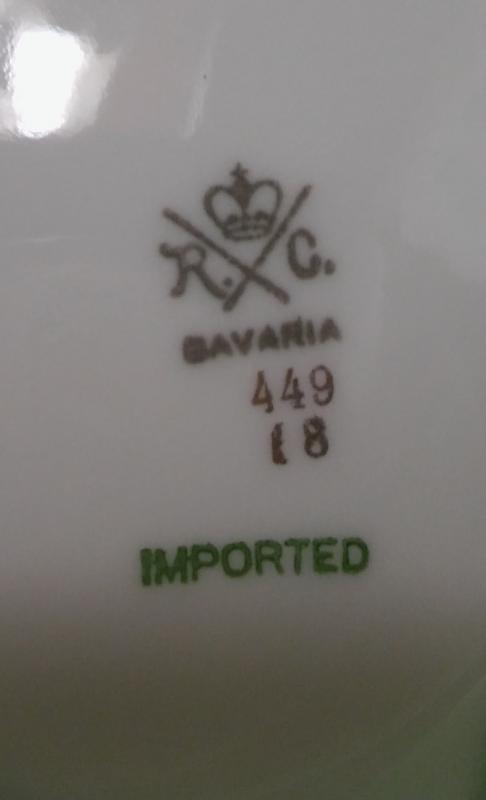 R. C.
BAVARIA
449
18
IMPORTED